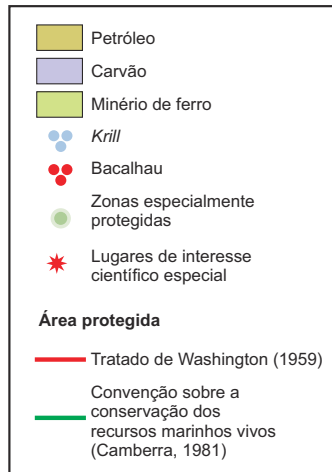 Petróleo
Carvão
Minério de ferro
Krill
Bacalhau
Zonas especialmente
protegidas
Lugares de interesse
científico especial
Área protegida
Tratado de Washington (1959)
Convenção sobre a
conservação dos
recursos marinhos vivos
(Camberra, 1981)